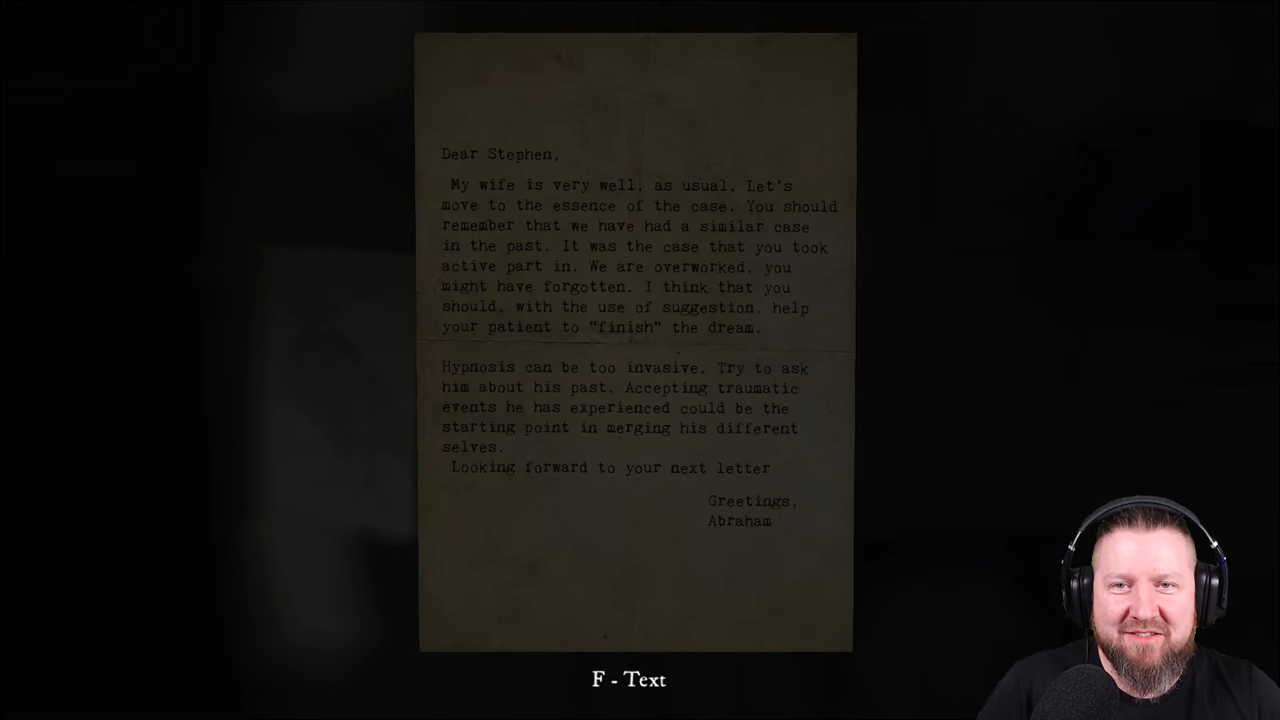 Dear Stephen,
My wife is very well, as usual. Let's
move to the essence of the case. You should
remember that we have had a similar case
in the past. It was the case that you took
active part in. We are overworked, you
might have forgotten. I think that you
should, with the use of suggestion, help
your patient to "finish" the dream.
Hypnosis can be too invasive. Try to ask
him about his past. Accepting traumatic
events he has experienced could be the
starting point in merging his different
selves.
Looking forward to your next letter
Greetings,
Abraham
F - Text